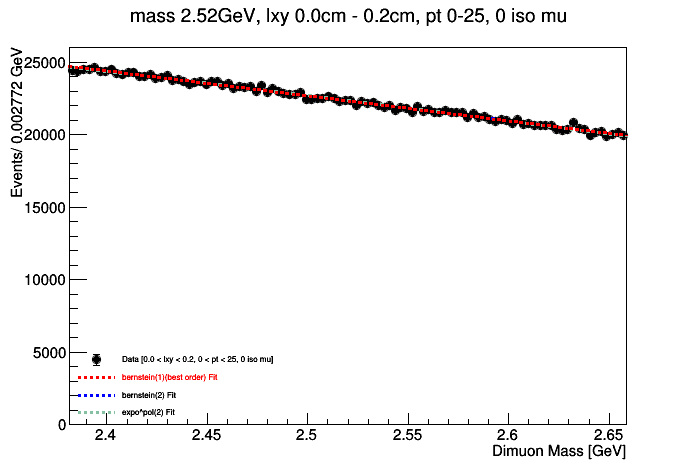 mass 2.52GeV, lxy 0.0cm - 0.2cm, pt 0-25, 0 iso mu
Events/ 0.002772 GeV
25000
20000
15000
10000
5000
0
Data [0.0 < lxy < 0.2, 0 < pt < 25, 0 iso mu]
bernstein(1)(best order) Fit
bernstein(2) Fit
expo^pol(2) Fit
2.4 2.45 2.5 2.55 2.6 2.65
Dimuon Mass [GeV]